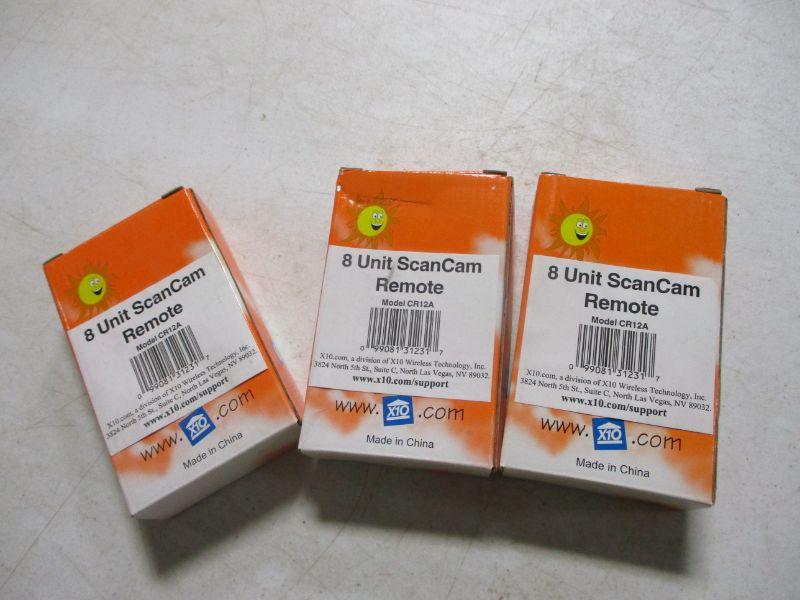 8 Unit ScanCam
Remote
Model CR12A
0 99081 31231 7
X10.com, a division of X10 Wireless Technology, Inc.
3824 North 5th St., Suite C, North Las Vegas, NV 89032
www.x10.com/support
www.X10.com
Made in China
8 Unit ScanCam
Remote
Model CR12A
0 99081 31231 7
X10.com, a division of X10 Wireless Technology, Inc.
3824 North 5th St., Suite C, North Las Vegas, NV 89032.
www.x10.com/support
www.X10.com
Made in China
8 Unit ScanCam
Remote
Model CR12A
0 99081 31231 7
X10.com, a division of X10 Wireless Technology, Inc.
3824 North 5th St., Suite C, North Las Vegas, NV 89032.
www.x10.com/support
www.X10.com
Made in China